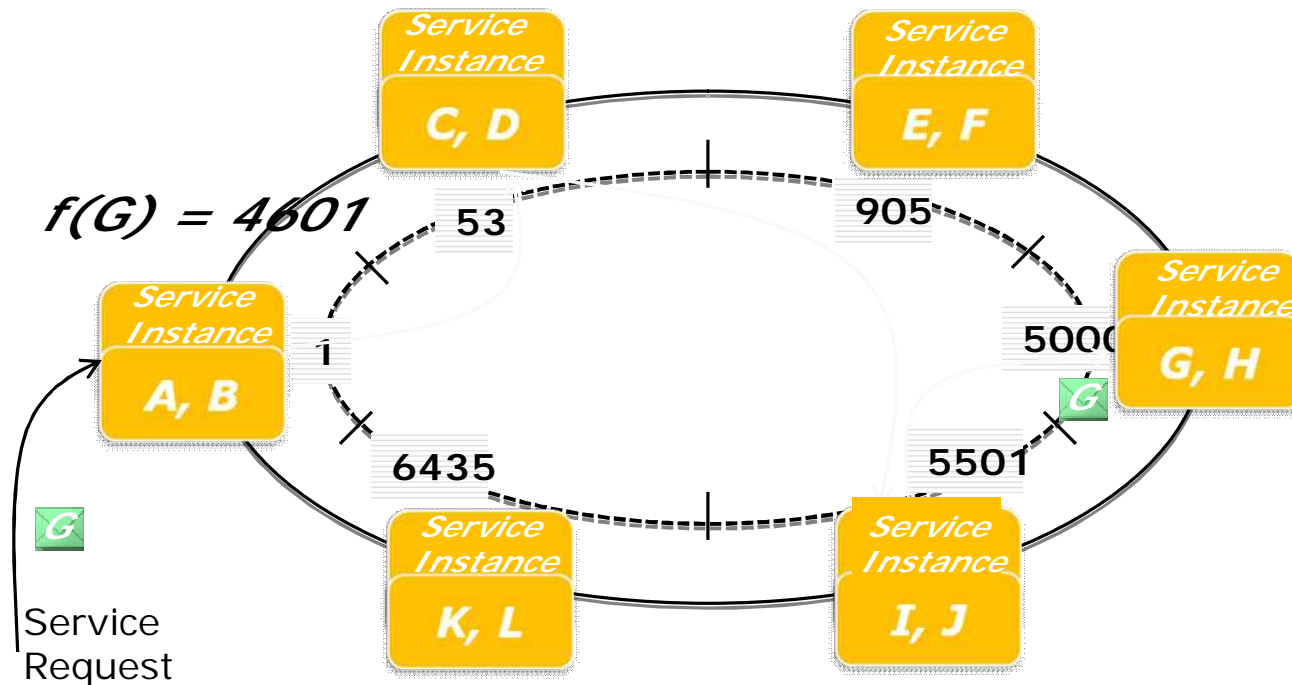 Service
Instance
C, D
Service
Instance
E, F
f(G) = 4601
53
905
Service
Instance
A, B
1
5000
Service
Instance
G, H
G
6435
5501
G
Service
Instance
K, L
Service
Instance
I, J
Service
Request